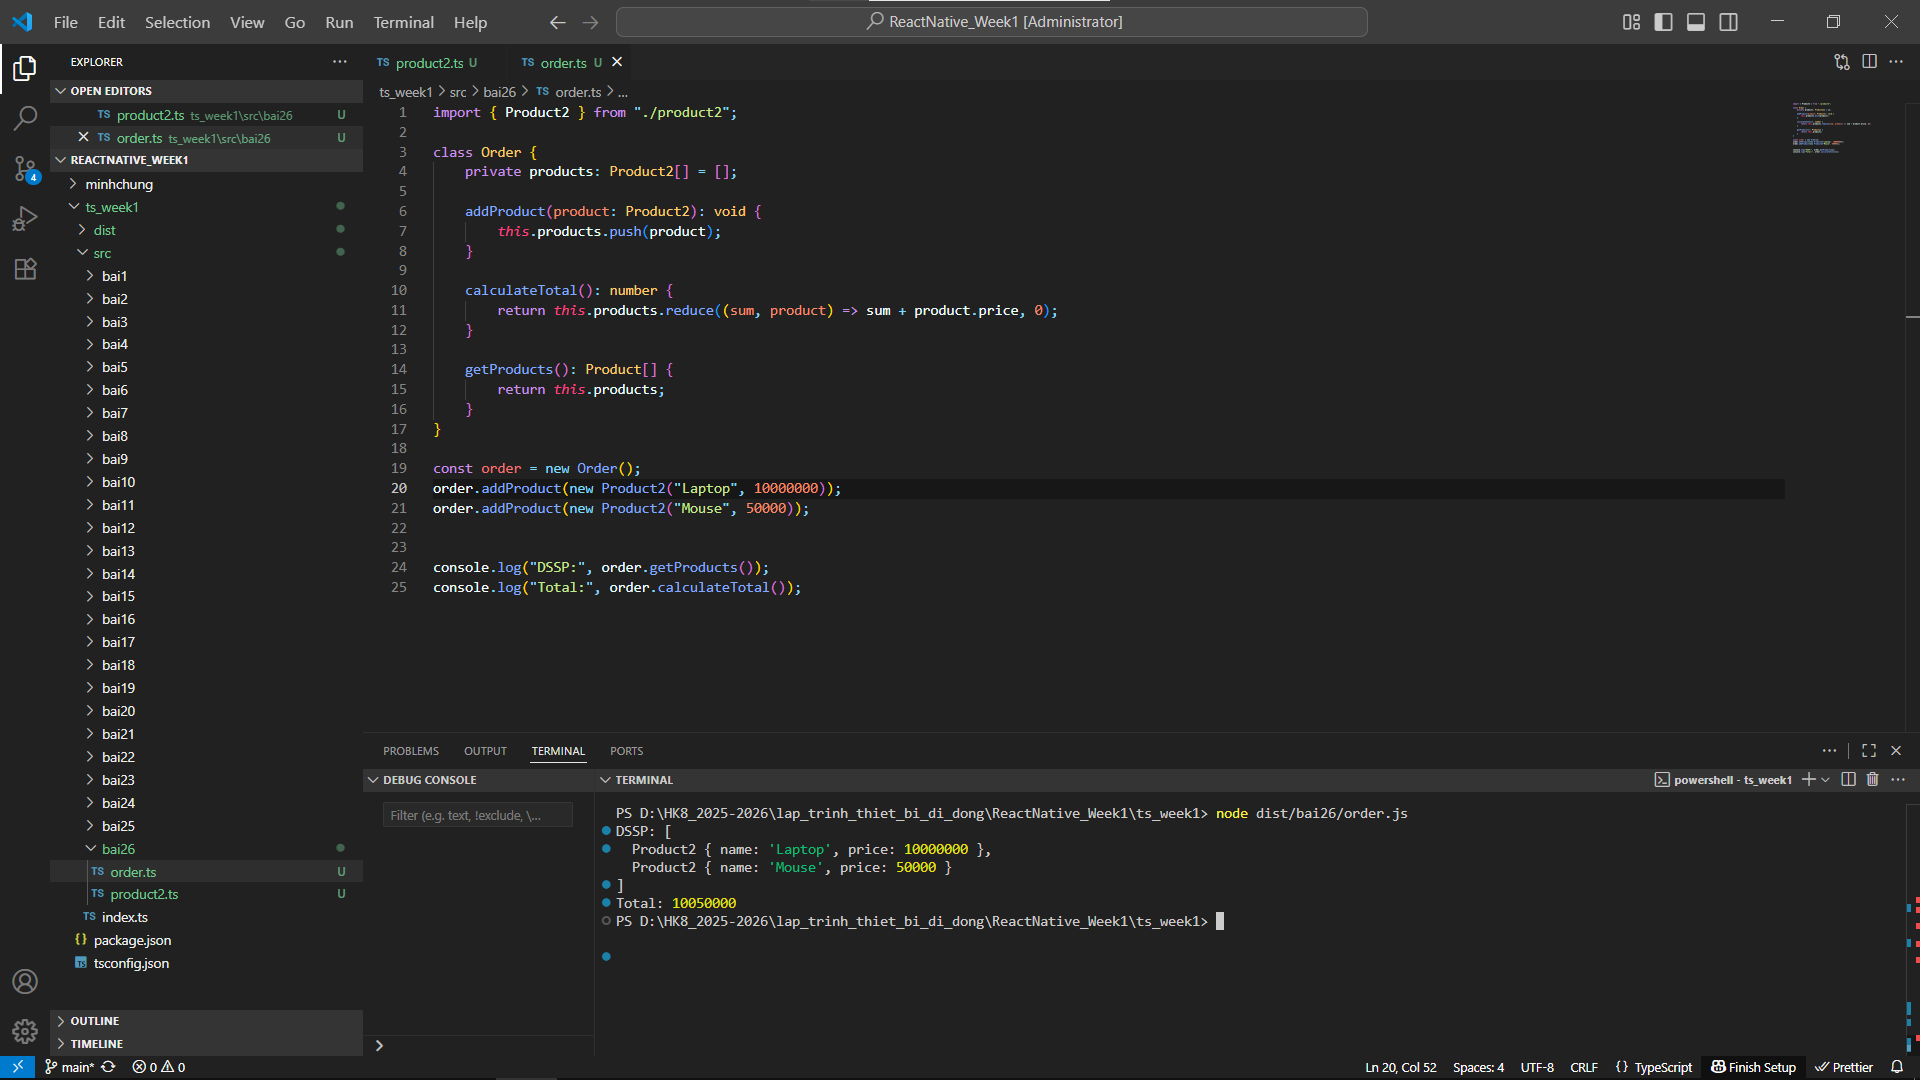 File Edit Selection View Go Run Terminal Help
ReactNative_Week1 [Administrator]
EXPLORER
OPEN EDITORS
TS product2.ts ts_week1\src\bai26 U
TS order.ts ts_week1\src\bai26 U
REACTNATIVE_WEEK1
minhchung
ts_week1
dist
src
bai1
bai2
bai3
bai4
bai5
bai6
bai7
bai8
bai9
bai10
bai11
bai12
bai13
bai14
bai15
bai16
bai17
bai18
bai19
bai20
bai21
bai22
bai23
bai24
bai25
bai26
TS order.ts U
TS product2.ts U
TS index.ts
{} package.json
TS tsconfig.json
OUTLINE
TIMELINE
4
TS product2.ts U
TS order.ts U
ts_week1 > src > bai26 > TS order.ts > ...
1 import { Product2 } from "./product2";
2
3 class Order {
4 private products: Product2[] = [];
5
6 addProduct(product: Product2): void {
7 this.products.push(product);
8 }
9
10 calculateTotal(): number {
11 return this.products.reduce((sum, product) => sum + product.price, 0);
12 }
13
14 getProducts(): Product[] {
15 return this.products;
16 }
17 }
18
19 const order = new Order();
20 order.addProduct(new Product2("Laptop", 10000000));
21 order.addProduct(new Product2("Mouse", 50000));
22
23
24 console.log("DSSP:", order.getProducts());
25 console.log("Total:", order.calculateTotal());
PROBLEMS OUTPUT TERMINAL PORTS
DEBUG CONSOLE
Filter (e.g. text, !exclude, \...
TERMINAL
powershell - ts_week1
PS D:\HK8_2025-2026\lap_trinh_thiet_bi_di_dong\ReactNative_Week1\ts_week1> node dist/bai26/order.js
DSSP: [
Product2 { name: 'Laptop', price: 10000000 },
Product2 { name: 'Mouse', price: 50000 }
]
Total: 10050000
PS D:\HK8_2025-2026\lap_trinh_thiet_bi_di_dong\ReactNative_Week1\ts_week1>
main* 0 0
Ln 20, Col 52 Spaces: 4 UTF-8 CRLF {} TypeScript Finish Setup Prettier